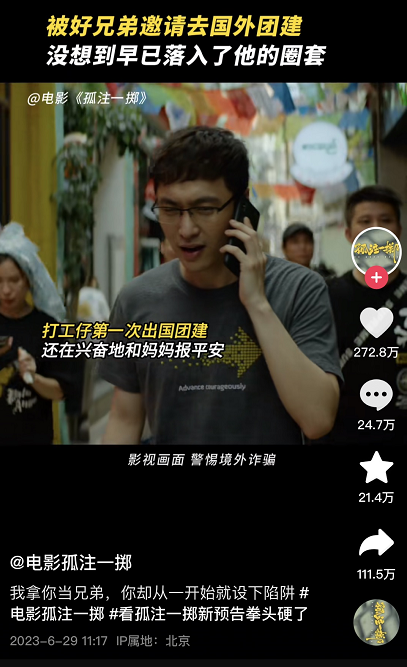 被好兄弟邀请去国外团建
没想到早已落入了他的圈套
@电影《孤注一掷》
打工仔第一次出国团建
还在兴奋地和妈妈报平安
Advance courageously
影视画面 警惕境外诈骗
孤注一掷
272.8万
24.7万
21.4万
111.5万
@电影孤注一掷
我拿你当兄弟，你却从一开始就设下陷阱 #
电影孤注一掷 #看孤注一掷新预告拳头硬了
2023-6-29 11:17 IP属地：北京